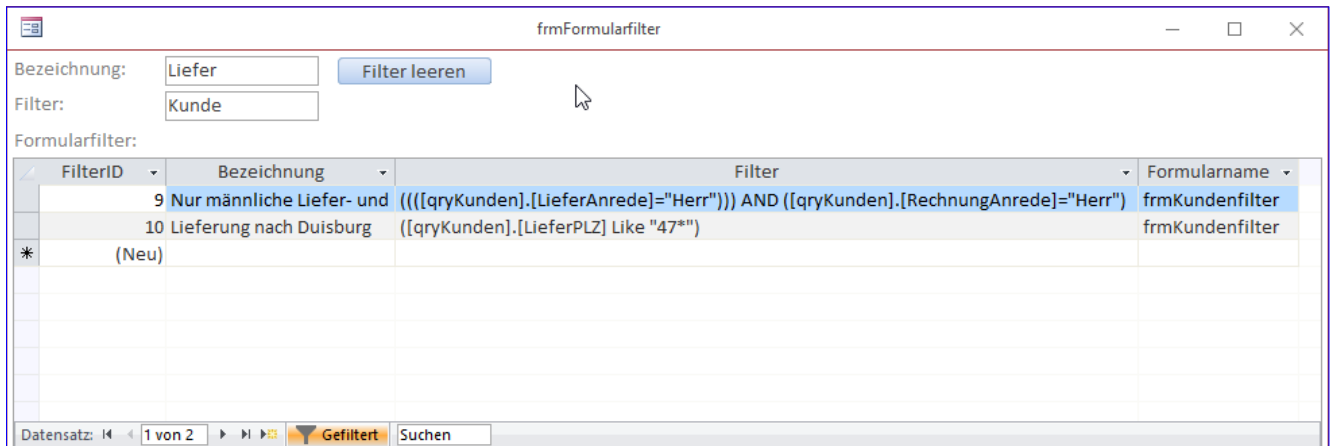 frmFormularfilter
Bezeichnung: Liefer Filter leeren
Filter: Kunde
Formularfilter:
FilterID Bezeichnung Filter Formularname
9 Nur männliche Liefer- und (((([qryKunden].[LieferAnrede]="Herr"))) AND ([qryKunden].[RechnungAnrede]="Herr") frmKundenfilter
10 Lieferung nach Duisburg ([qryKunden].[LieferPLZ] Like "47*") frmKundenfilter
(Neu)
Datensatz: 1 von 2 Gefiltert Suchen